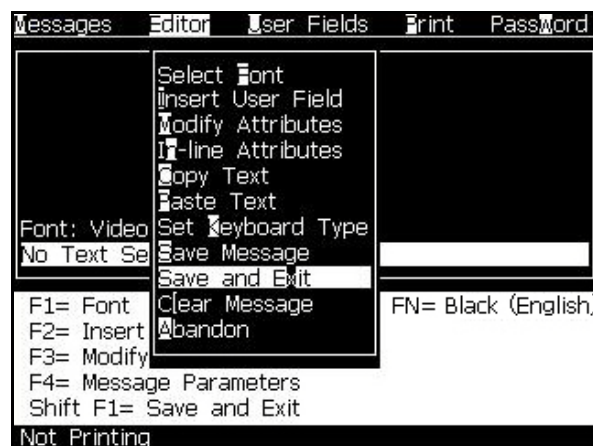 Messages Editor User Fields Print PassWord
Select Font
Insert User Field
Modify Attributes
In-line Attributes
Copy Text
Paste Text
Set Keyboard Type
Save Message
Save and Exit
Clear Message
Abandon
Font: Video
No Text Se
F1= Font
FN= Black (English,
F2= Insert
F3= Modify
F4= Message Parameters
Shift F1= Save and Exit
Not Printing